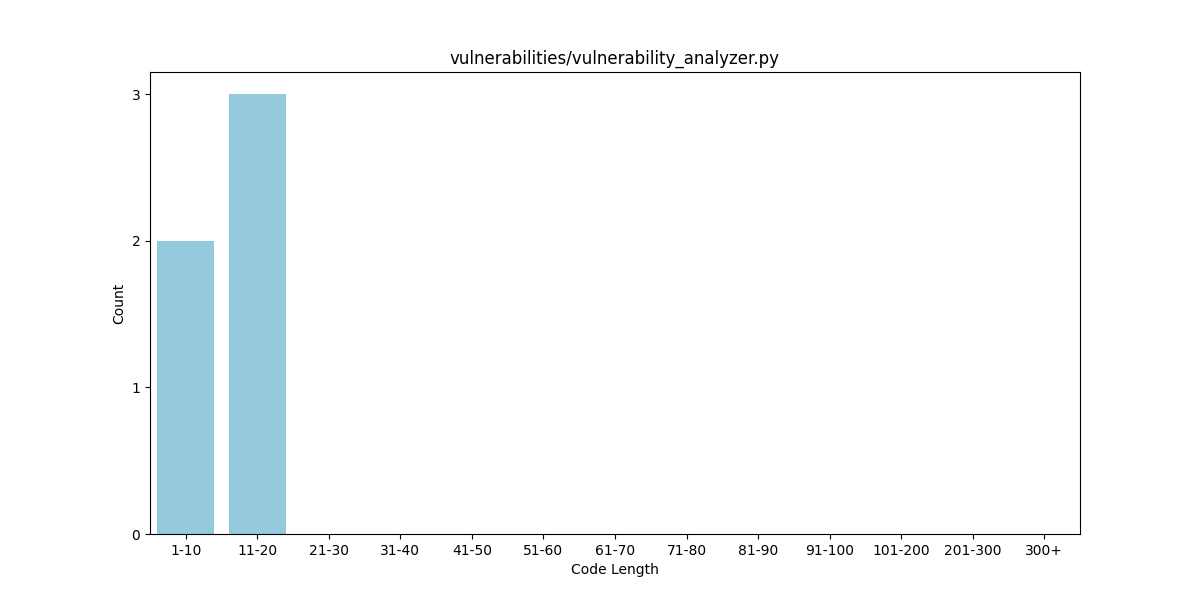 vulnerabilities/vulnerability_analyzer.py
3
2
1
0
Count
1-10 11-20 21-30 31-40 41-50 51-60 61-70 71-80 81-90 91-100 101-200 201-300 300+
Code Length